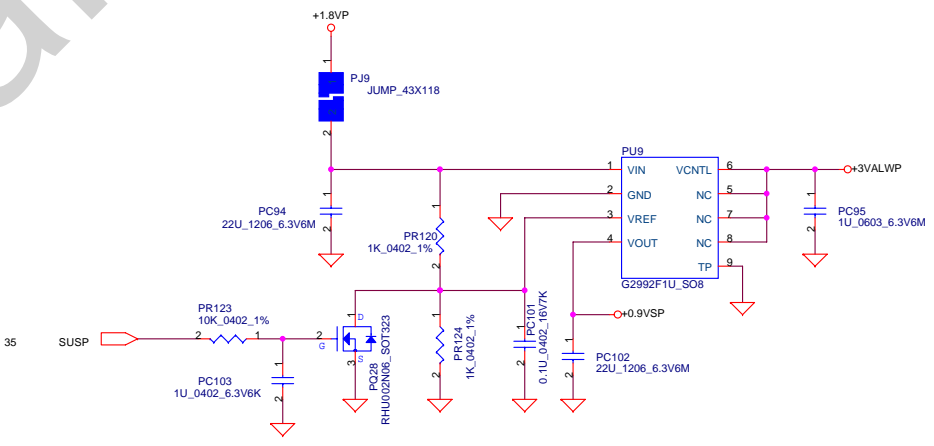 +1.8VP
1
PJ9
JUMP_43X118
2
PU9
1
VIN
VCNTL
6
+3VALWP
2
GND
NC
5
3
VREF
NC
7
4
VOUT
NC
8
TP
9
G2992F1U_SO8
1
PC94
22U_1206_6.3V6M
2
1
PR120
1K_0402_1%
2
1
PC95
1U_0603_6.3V6M
2
+0.9VSP
1
PC102
22U_1206_6.3V6M
2
35
SUSP
PR123
10K_0402_1%
2
1
1
PC103
1U_0402_6.3V6K
2
1
D
2
G
S
3
PQ28
RHU002N06_SOT323
1
PR124
1K_0402_1%
2
1
PC101
0.1U_0402_16V7K
2